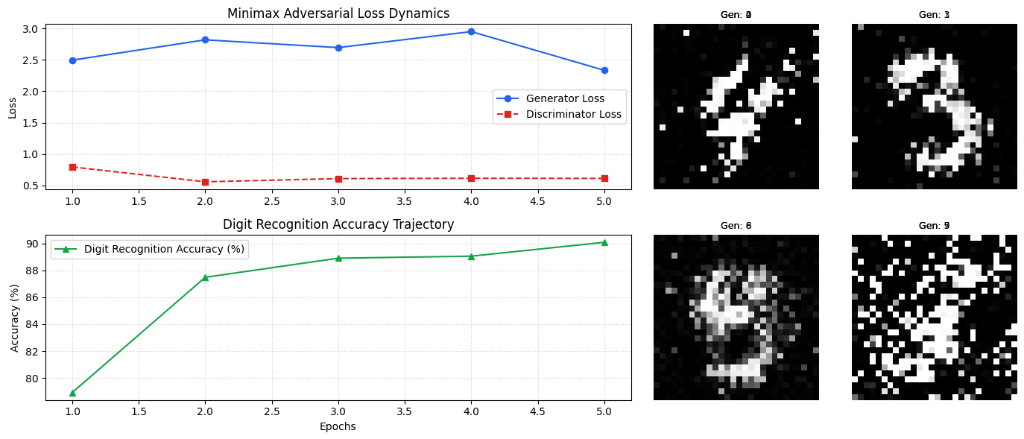 Minimax Adversarial Loss Dynamics
3.0
2.5
2.0
1.5
1.0
0.5
Loss
Generator Loss
Discriminator Loss
1.0 1.5 2.0 2.5 3.0 3.5 4.0 4.5 5.0
Gen:
Gen:
Digit Recognition Accuracy Trajectory
90
88
86
84
82
80
Accuracy (%)
Digit Recognition Accuracy (%)
1.0 1.5 2.0 2.5 3.0 3.5 4.0 4.5 5.0
Epochs
Gen:
Gen: